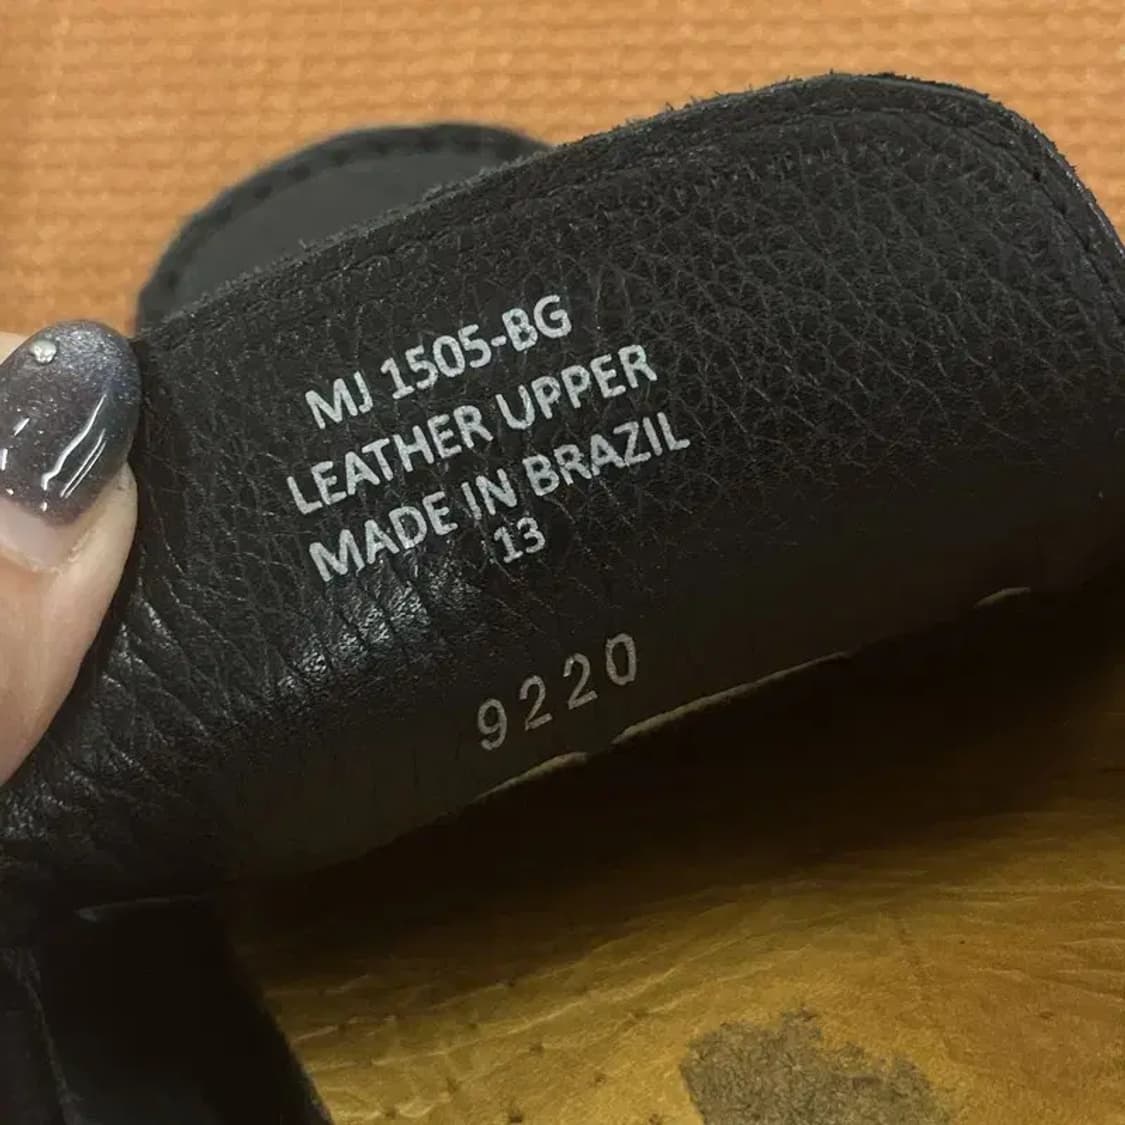 MJ 1505-BG
LEATHER UPPER
MADE IN BRAZIL
13
9220